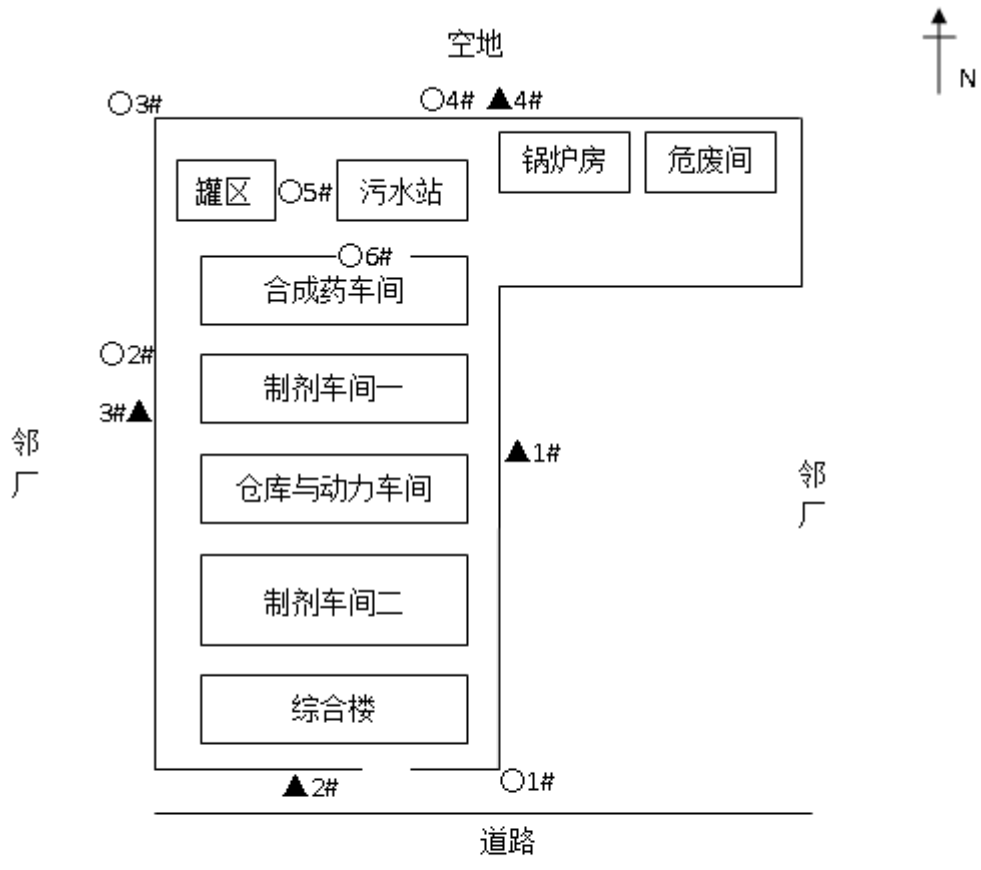 空地
N
○3#
○4# ▲4#
锅炉房
危废间
罐区
○5#
污水站
○6#
合成药车间
○2#
制剂车间一
3#▲
邻厂
▲1#
邻厂
仓库与动力车间
制剂车间二
综合楼
▲2#
○1#
道路